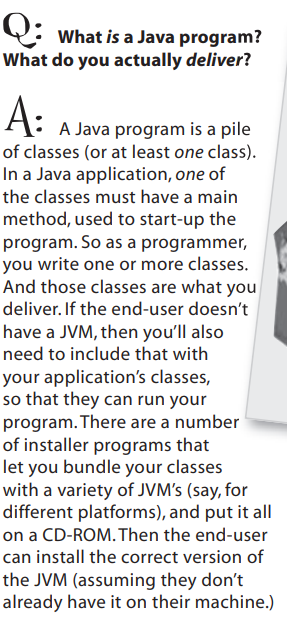 Q: What is a Java program?
What do you actually deliver?
A: A Java program is a pile
of classes (or at least one class).
In a Java application, one of
the classes must have a main
method, used to start-up the
program. So as a programmer,
you write one or more classes.
And those classes are what you
deliver. If the end-user doesn’t
have a JVM, then you’ll also
need to include that with
your application’s classes,
so that they can run your
program. There are a number
of installer programs that
let you bundle your classes
with a variety of JVM’s (say, for
different platforms), and put it all
on a CD-ROM. Then the end-user
can install the correct version of
the JVM (assuming they don’t
already have it on their machine.)